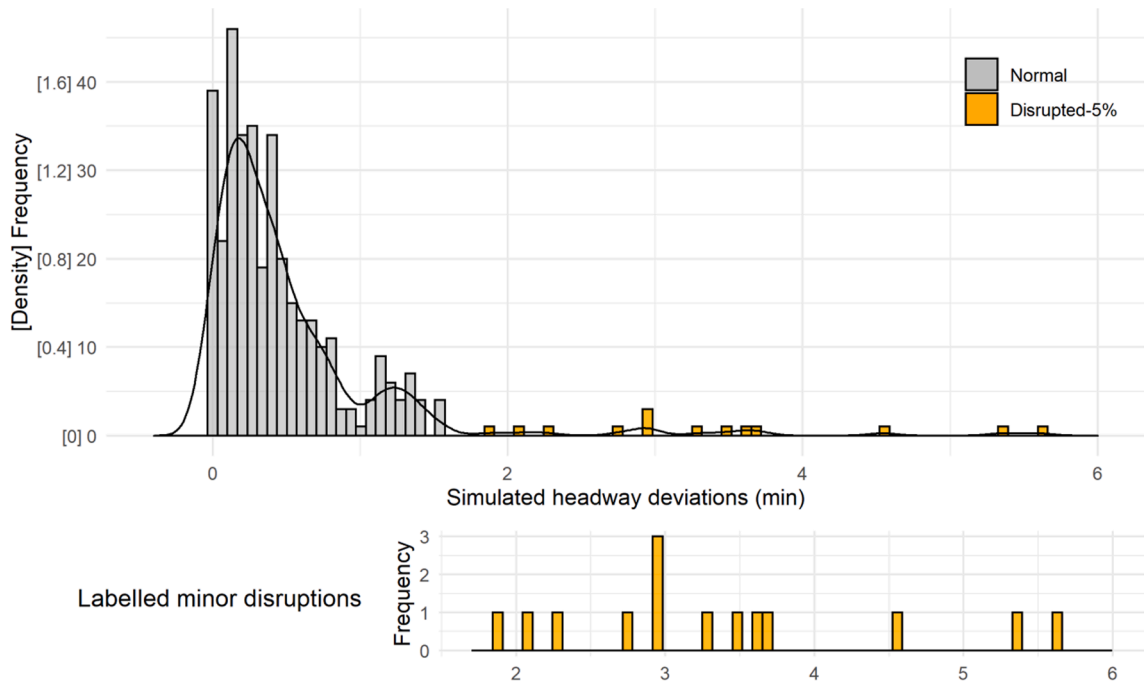 [Density] Frequency
[1.6] 40
[1.2] 30
[0.8] 20
[0.4] 10
[0] 0
Normal
Disrupted-5%
0 2 4 6
Simulated headway deviations (min)
Labelled minor disruptions
Frequency
3
2
1
0
2 3 4 5 6